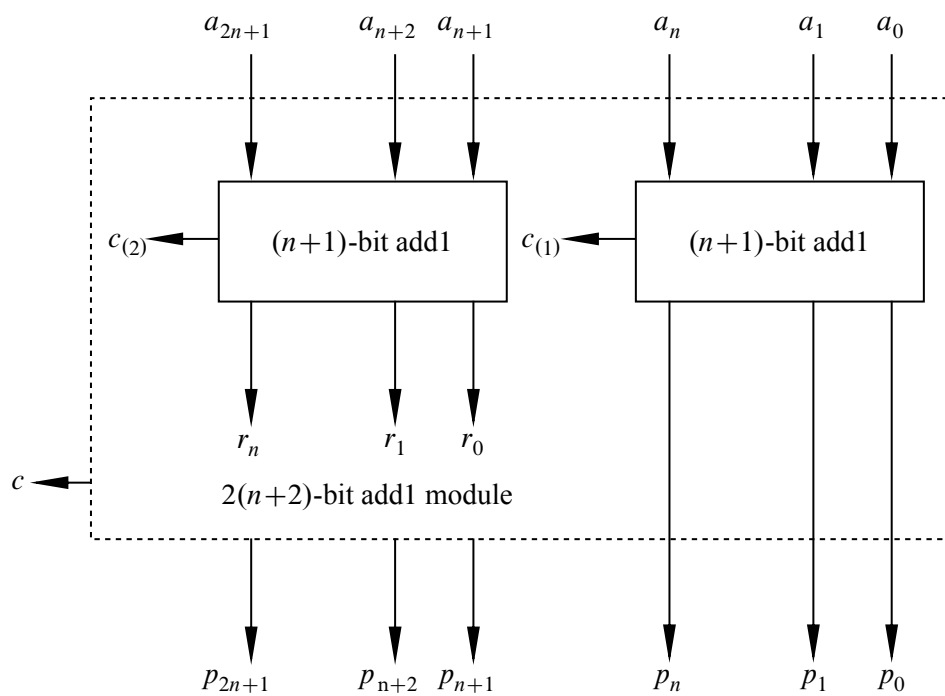 a_{2n+1} a_{n+2} a_{n+1} a_n a_1 a_0
c_{(2)} (n+1)-bit add1 c_{(1)} (n+1)-bit add1
r_n r_1 r_0
c 2(n+2)-bit add1 module
p_{2n+1} p_{n+2} p_{n+1} p_n p_1 p_0